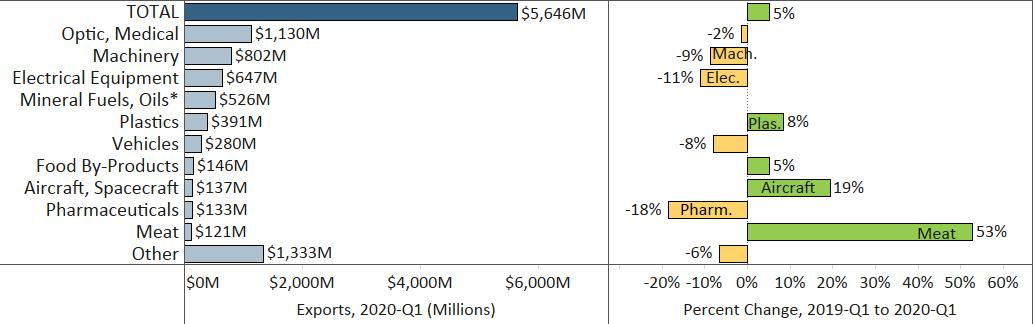 TOTAL $5,646M 5%
Optic, Medical $1,130M -2%
Machinery $802M -9% Mach.
Electrical Equipment $647M -11% Elec.
Mineral Fuels, Oils* $526M
Plastics $391M Plas. 8%
Vehicles $280M -8%
Food By-Products $146M 5%
Aircraft, Spacecraft $137M Aircraft 19%
Pharmaceuticals $133M -18% Pharm.
Meat $121M Meat 53%
Other $1,333M -6%
$0M $2,000M $4,000M $6,000M -20% -10% 0% 10% 20% 30% 40% 50% 60%
Exports, 2020-Q1 (Millions) Percent Change, 2019-Q1 to 2020-Q1